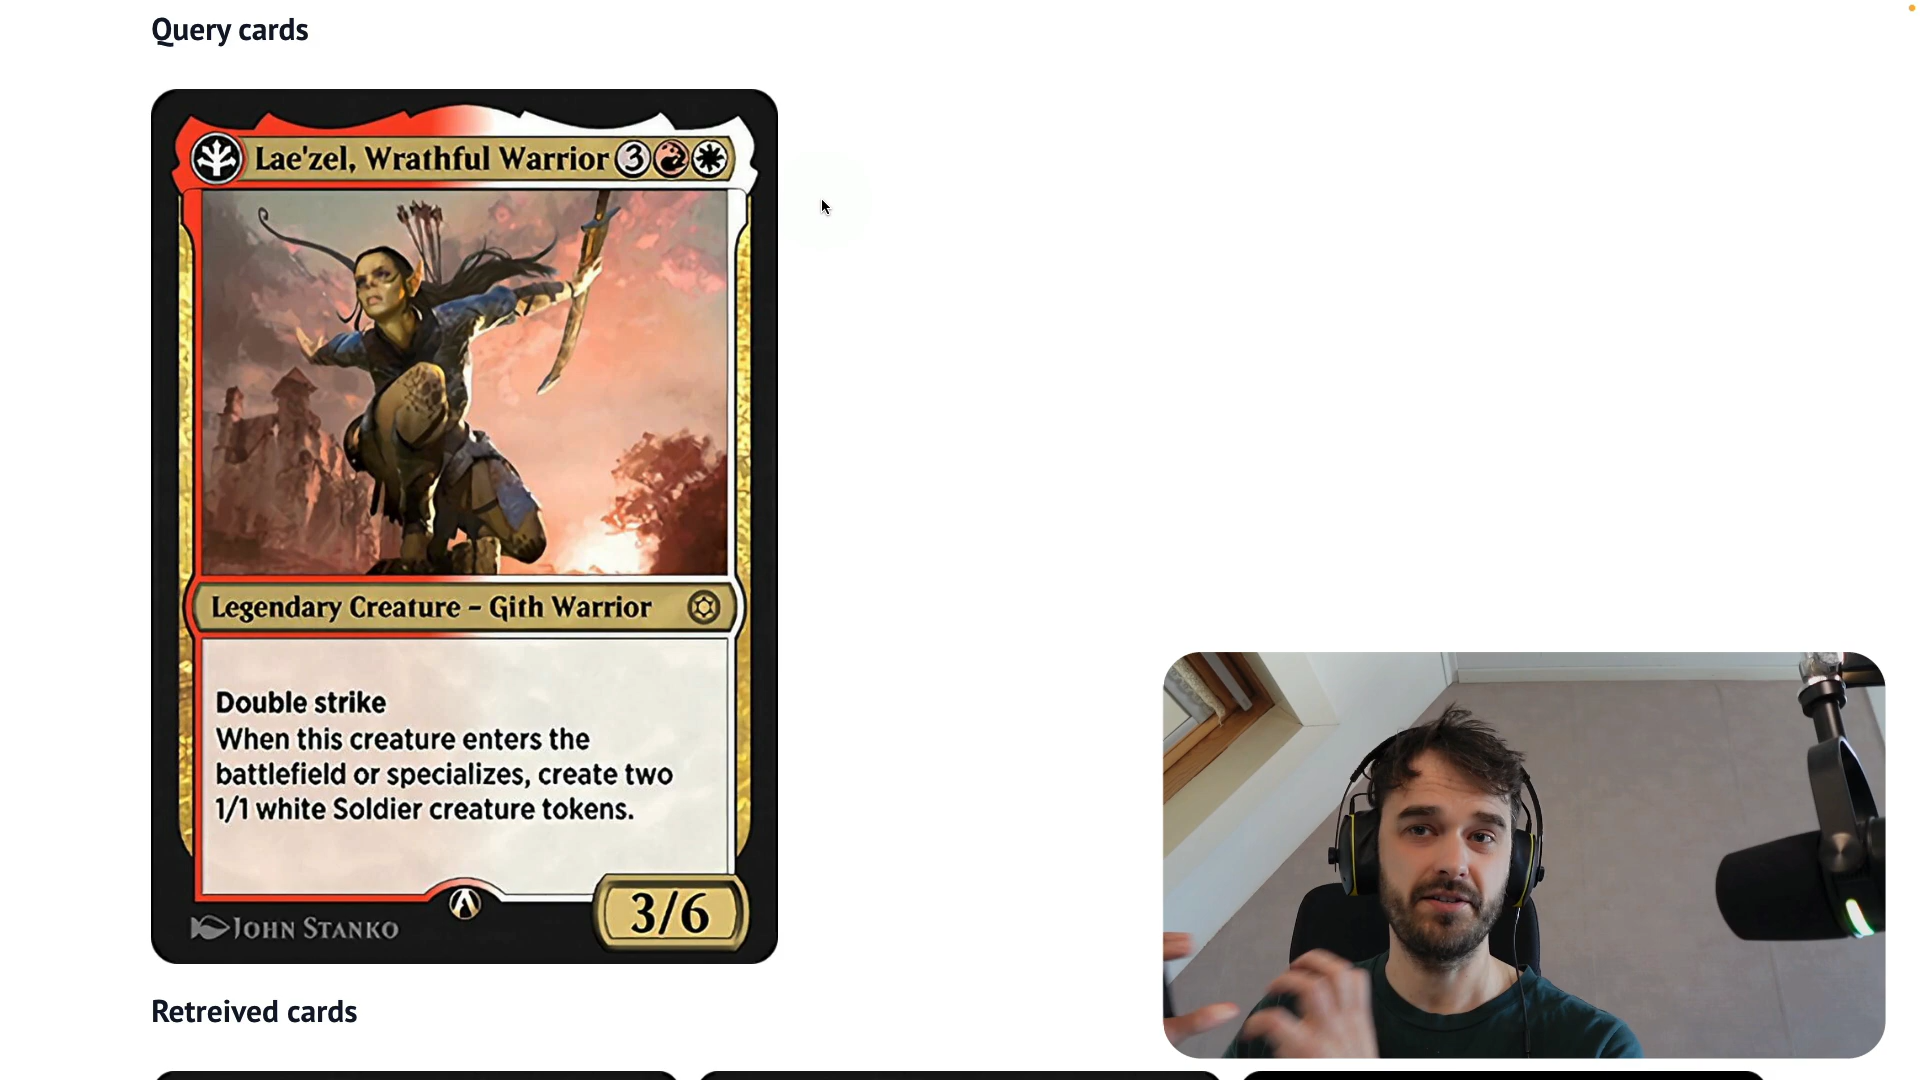 Query cards
Lae'zel, Wrathful Warrior 3
Legendary Creature – Gith Warrior
Double strike
When this creature enters the
battlefield or specializes, create two
1/1 white Soldier creature tokens.
JOHN STANKO
3/6
Retreived cards